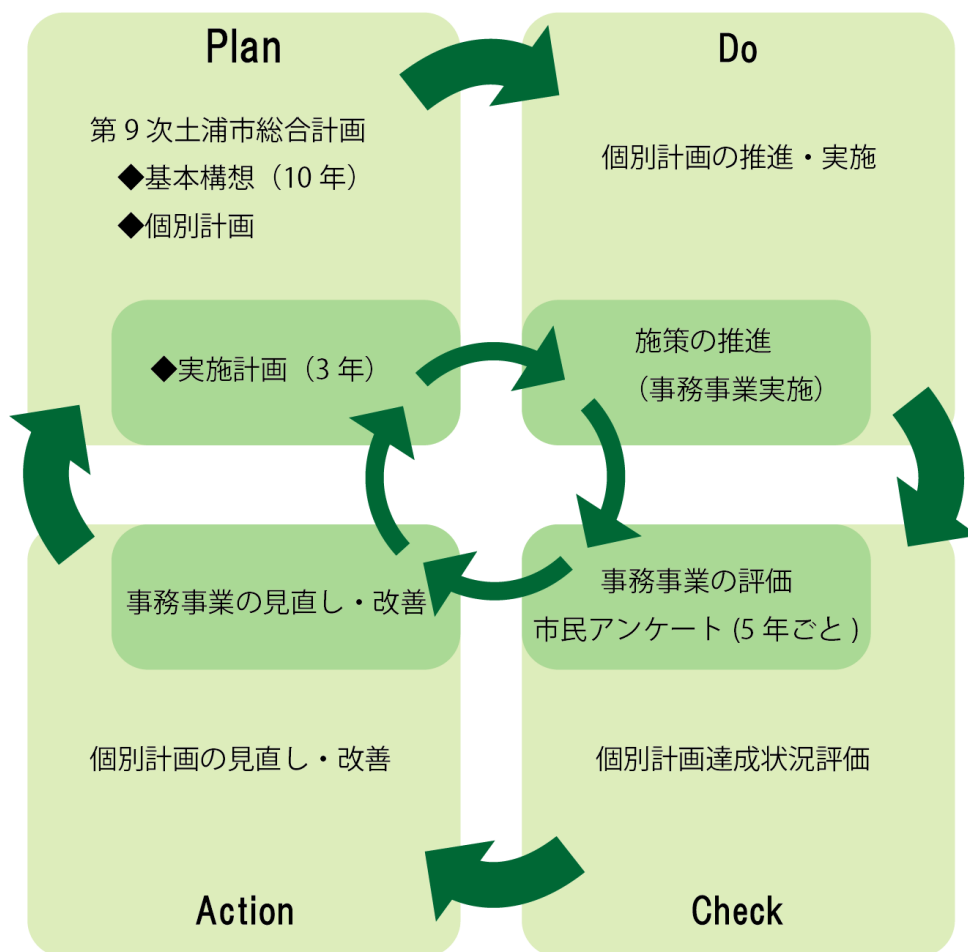 Plan
第9次土浦市総合計画
◆基本構想（10年）
◆個別計画
◆実施計画（3年）
Do
個別計画の推進・実施
施策の推進
（事務事業実施）
事務事業の評価
市民アンケート(5年ごと)
個別計画達成状況評価
Check
事務事業の見直し・改善
個別計画の見直し・改善
Action